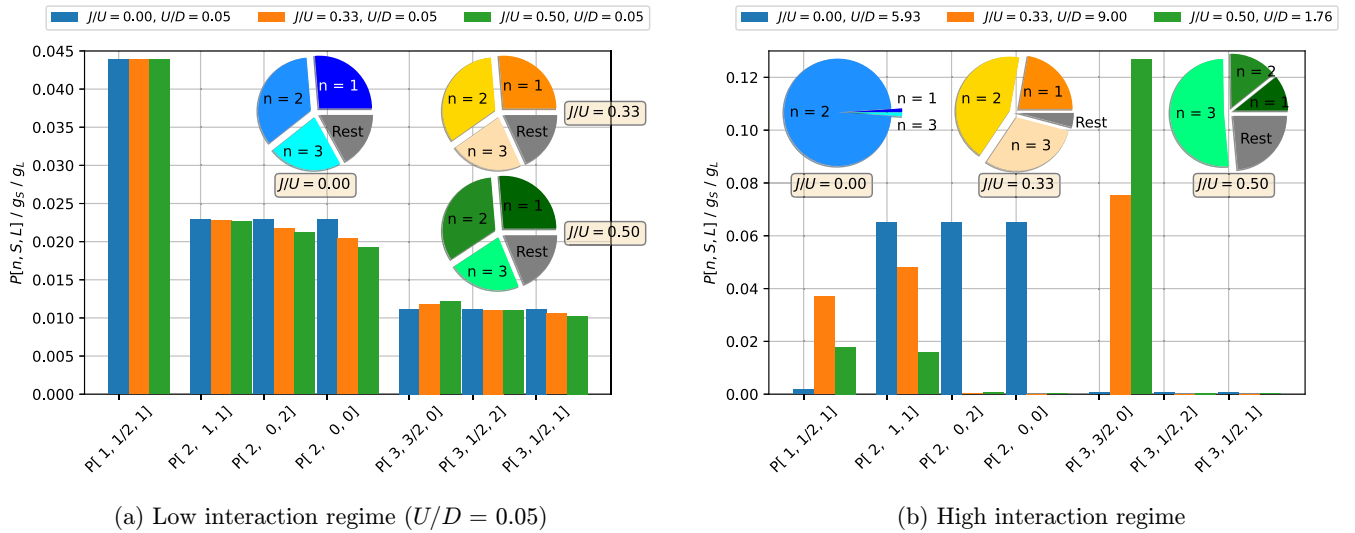 J/U = 0.00, U/D = 0.05 J/U = 0.33, U/D = 0.05 J/U = 0.50, U/D = 0.05
P[n, S, L] / g_S / g_L
0.045
0.040
0.035
0.030
0.025
0.020
0.015
0.010
0.005
0.000
n = 1
n = 2
n = 3
Rest
J/U = 0.00
n = 1
n = 2
n = 3
Rest
J/U = 0.33
n = 1
n = 2
n = 3
Rest
J/U = 0.50
P[ 1, 1/2, 1]
P[ 2, 1, 1]
P[ 2, 0, 2]
P[ 2, 0, 0]
P[ 3, 3/2, 0]
P[ 3, 1/2, 2]
P[ 3, 1/2, 1]
(a) Low interaction regime (U/D = 0.05)
J/U = 0.00, U/D = 5.93 J/U = 0.33, U/D = 9.00 J/U = 0.50, U/D = 1.76
P[n, S, L] / g_S / g_L
0.12
0.10
0.08
0.06
0.04
0.02
0.00
n = 2
n = 1
n = 3
J/U = 0.00
n = 2
n = 1
n = 3
Rest
J/U = 0.33
n = 2
n = 1
n = 3
Rest
J/U = 0.50
P[ 1, 1/2, 1]
P[ 2, 1, 1]
P[ 2, 0, 2]
P[ 2, 0, 0]
P[ 3, 3/2, 0]
P[ 3, 1/2, 2]
P[ 3, 1/2, 1]
(b) High interaction regime